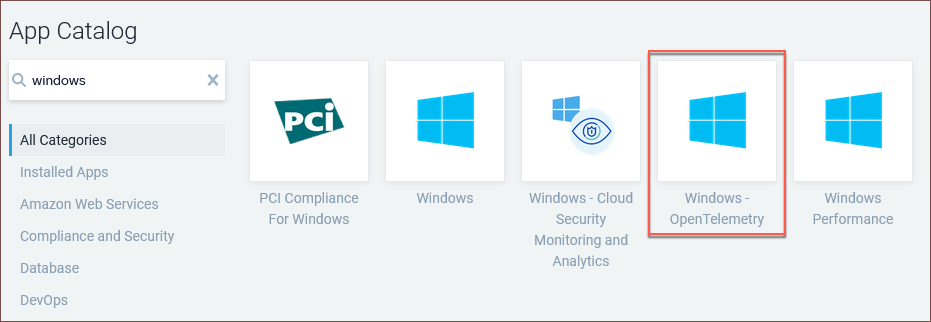 App Catalog
windows
All Categories
Installed Apps
Amazon Web Services
Compliance and Security
Database
DevOps
PCi
PCI Compliance
For Windows
Windows
Windows - Cloud
Security
Monitoring and
Analytics
Windows -
OpenTelemetry
Windows
Performance